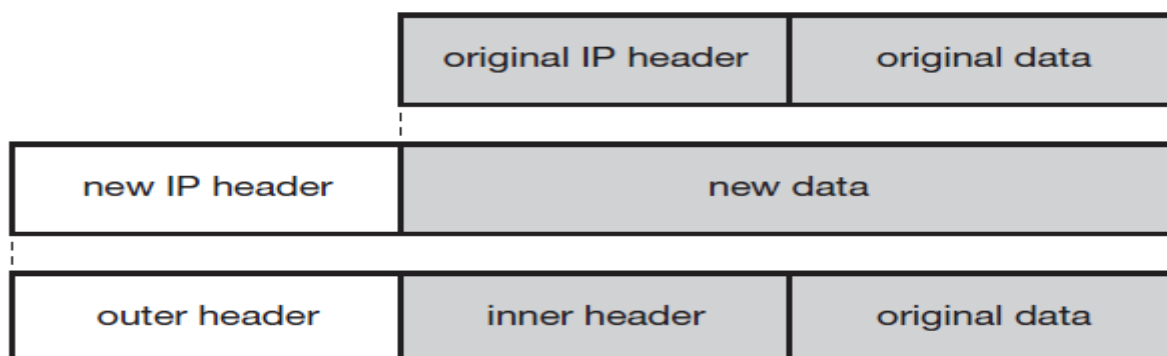 original IP header original data
new IP header new data
outer header inner header original data